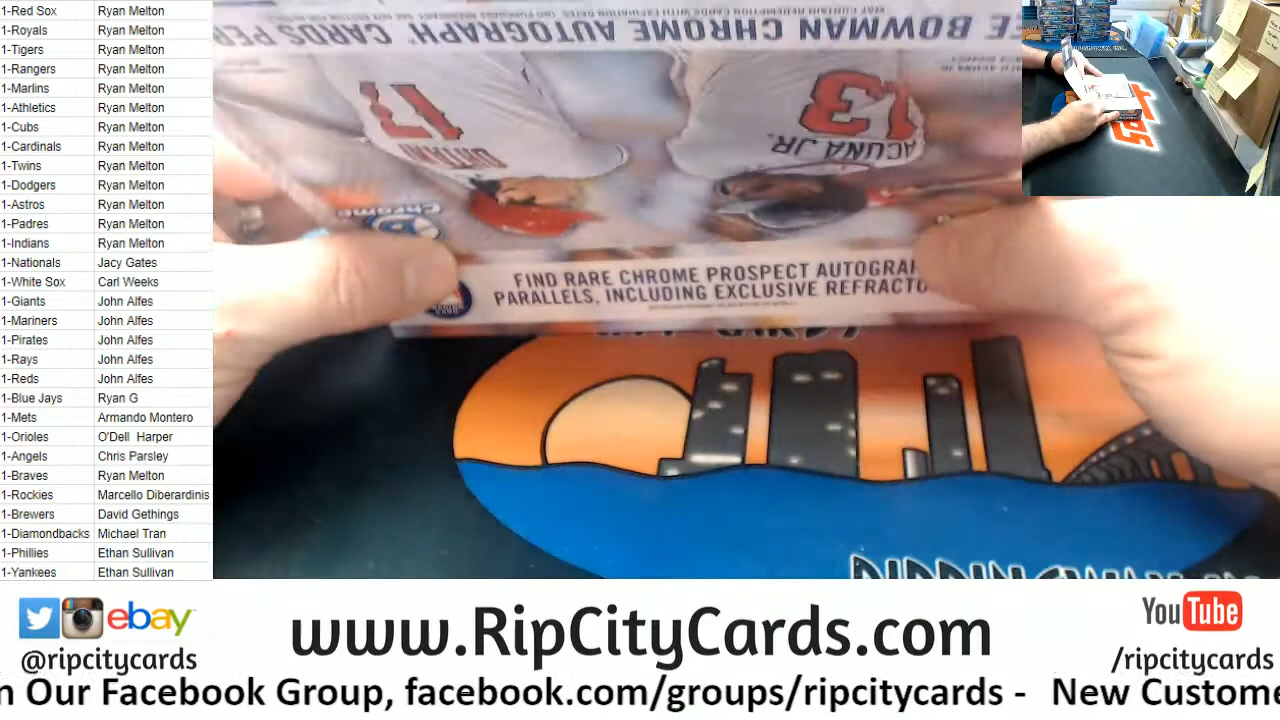 1-Red Sox Ryan Melton
1-Royals Ryan Melton
1-Tigers Ryan Melton
1-Rangers Ryan Melton
1-Marlins Ryan Melton
1-Athletics Ryan Melton
1-Cubs Ryan Melton
1-Cardinals Ryan Melton
1-Twins Ryan Melton
1-Dodgers Ryan Melton
1-Astros Ryan Melton
1-Padres Ryan Melton
1-Indians Ryan Melton
1-Nationals Jacy Gates
1-White Sox Carl Weeks
1-Giants John Alfes
1-Mariners John Alfes
1-Pirates John Alfes
1-Rays John Alfes
1-Reds John Alfes
1-Blue Jays Ryan G
1-Mets Armando Montero
1-Orioles O'Dell Harper
1-Angels Chris Parsley
1-Braves Ryan Melton
1-Rockies Marcello Diberardinis
1-Brewers David Gethings
1-Diamondbacks Michael Tran
1-Phillies Ethan Sullivan
1-Yankees Ethan Sullivan
BOWMAN CHROME AUTOGRAPH
17
OHTANI
13
ACUNA JR.
Chrome
FIND RARE CHROME PROSPECT AUTOGRA
PARALLELS, INCLUDING EXCLUSIVE REFRACTO
ebay
@ripcitycards
www.RipCityCards.com
YouTube
/ripcitycards
n Our Facebook Group, facebook.com/groups/ripcitycards - New Custome